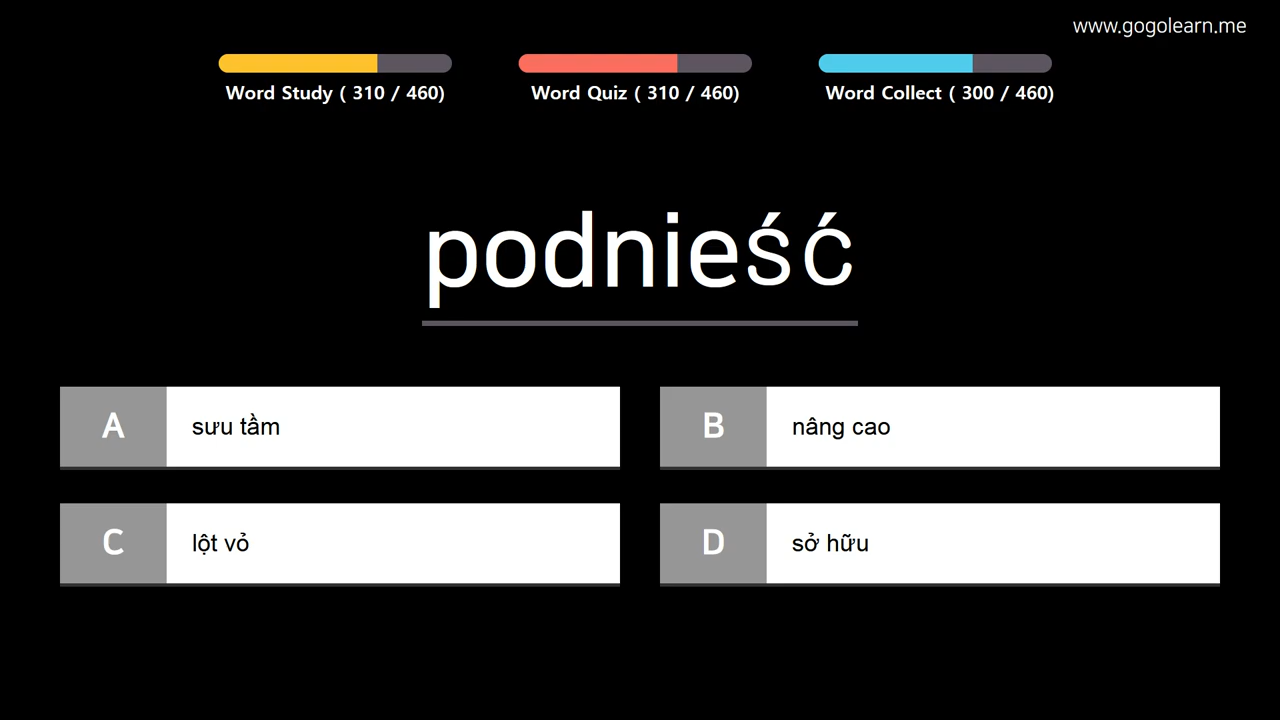 www.gogolearn.me
Word Study ( 310 / 460)
Word Quiz ( 310 / 460)
Word Collect ( 300 / 460)
podnieść
A
sưu tầm
B
nâng cao
C
lột vỏ
D
sở hữu